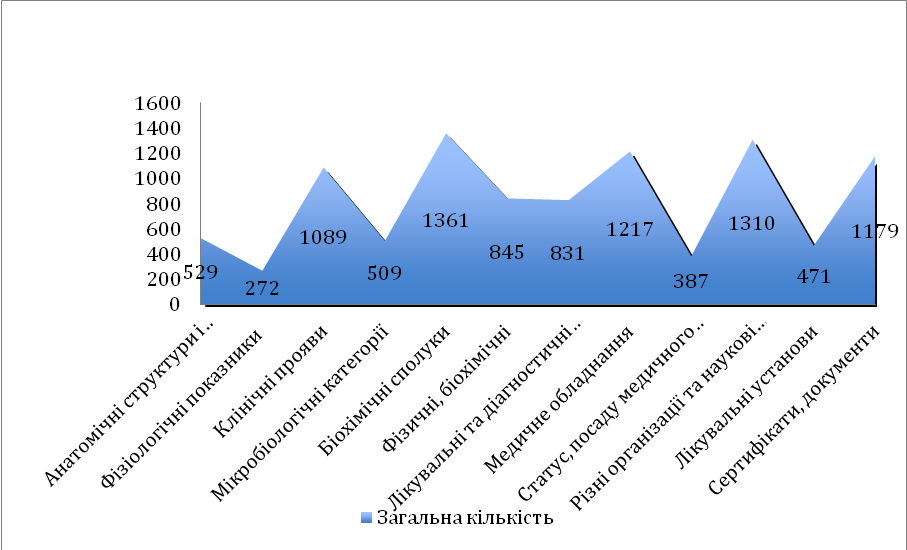 1600
1400
1200
1000
800
600
400
200
0
529
272
1089
509
1361
845
831
1217
387
1310
471
1179
Анатомічні структури і..
Фізіологічні показники
Клінічні прояви
Мікробіологічні категорії
Біохімічні сполуки
Фізичні, біохімічні
Лікувальні та діагностичні..
Медичне обладнання
Статус, посаду медичного..
Різні організації та наукові..
Лікувальні установи
Сертифікати, документи
Загальна кількість